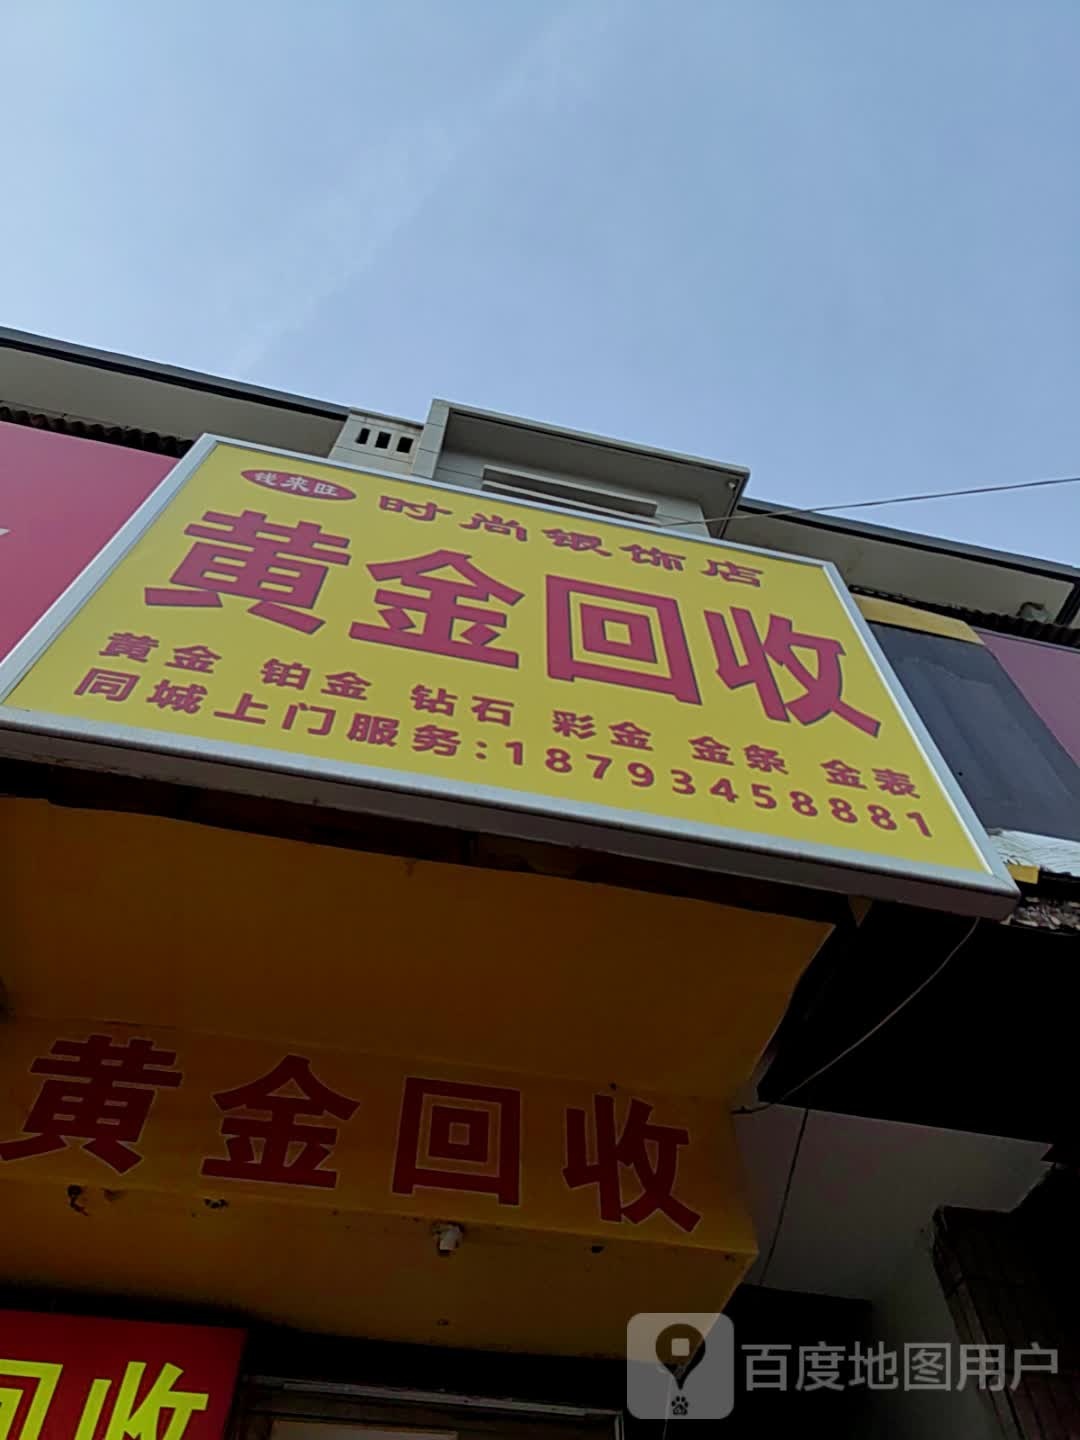 钱来旺
时尚银饰店
黄金回收
黄金 铂金 钻石 彩金 金条 金表
同城上门服务:18793458881
黄金回收
回收
百度地图用户